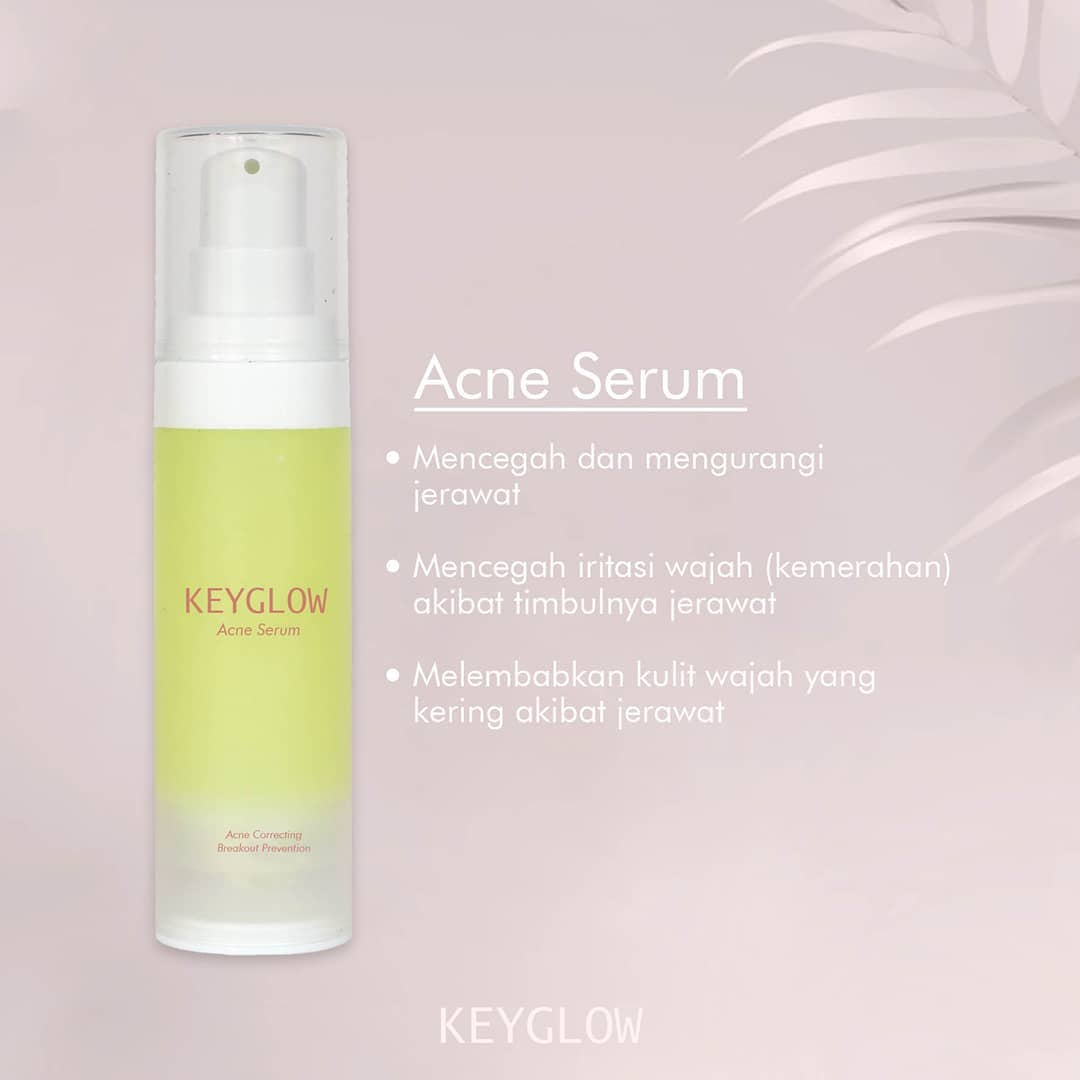 Acne Serum
• Mencegah dan mengurangi
jerawat
• Mencegah iritasi wajah (kemerahan)
akibat timbulnya jerawat
• Melembabkan kulit wajah yang
kering akibat jerawat
KEYGLOW
Acne Serum
Acne Correcting
Breakout Prevention
KEYGLOW